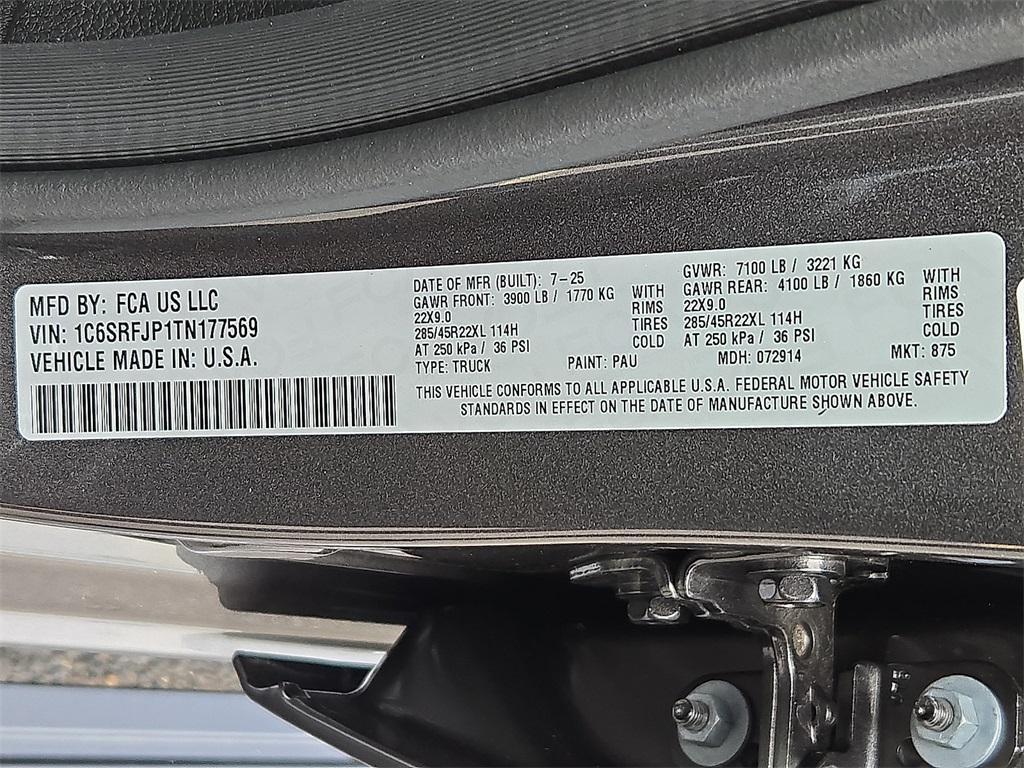 MFD BY: FCA US LLC
VIN: 1C6SRFJP1TN177569
VEHICLE MADE IN: U.S.A.
DATE OF MFR (BUILT): 7-25
GAWR FRONT: 3900 LB / 1770 KG
22X9.0
285/45R22XL 114H
AT 250 kPa / 36 PSI
WITH
RIMS
TIRES
COLD
TYPE: TRUCK
PAINT: PAU
GVWR: 7100 LB / 3221 KG
GAWR REAR: 4100 LB / 1860 KG
22X9.0
285/45R22XL 114H
AT 250 kPa / 36 PSI
WITH
RIMS
TIRES
COLD
MDH: 072914
MKT: 875
THIS VEHICLE CONFORMS TO ALL APPLICABLE U.S.A. FEDERAL MOTOR VEHICLE SAFETY
STANDARDS IN EFFECT ON THE DATE OF MANUFACTURE SHOWN ABOVE.